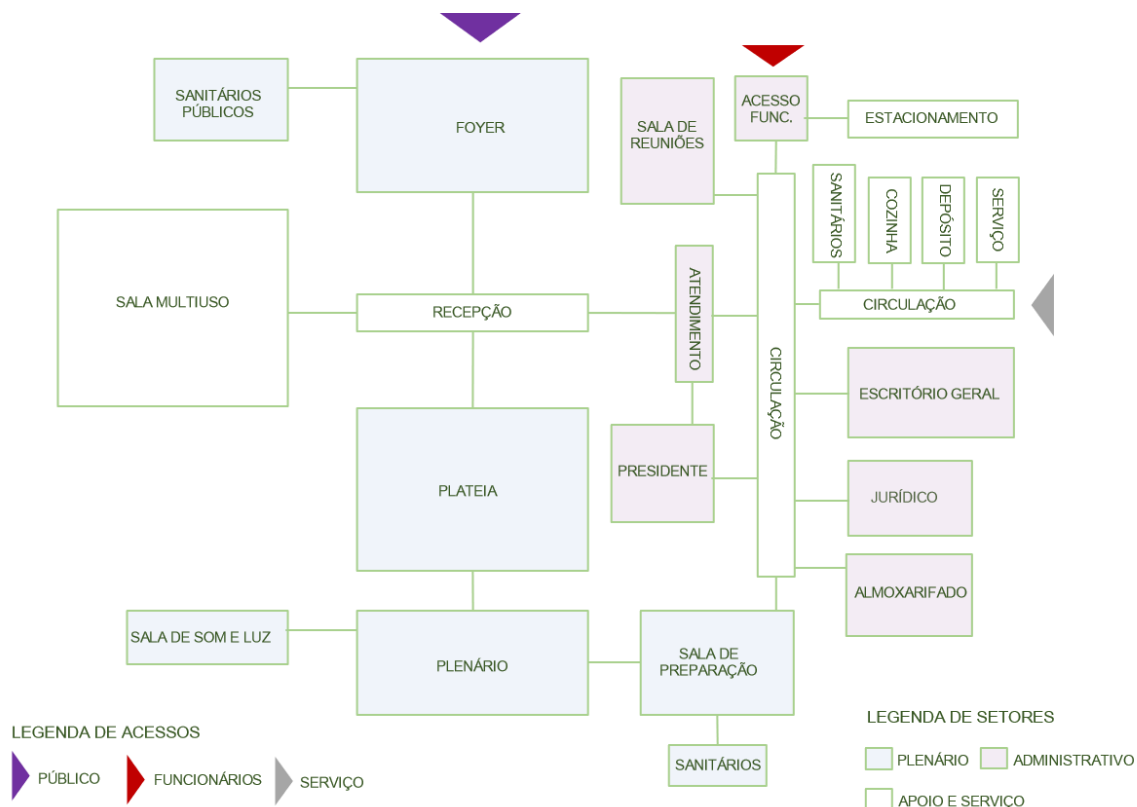 SANITÁRIOS
PÚBLICOS
FOYER
SALA DE
REUNIÕES
ACESSO
FUNC.
ESTACIONAMENTO
SANITÁRIOS
COZINHA
DEPÓSITO
SERVIÇO
SALA MULTIUSO
RECEPÇÃO
ATENDIMENTO
CIRCULAÇÃO
CIRCULAÇÃO
ESCRITÓRIO GERAL
PRESIDENTE
PLATEIA
JURÍDICO
ALMOXARIFADO
SALA DE SOM E LUZ
PLENÁRIO
SALA DE
PREPARAÇÃO
SANITÁRIOS
LEGENDA DE ACESSOS
PÚBLICO
FUNCIONÁRIOS
SERVIÇO
LEGENDA DE SETORES
PLENÁRIO
ADMINISTRATIVO
APOIO E SERVIÇO